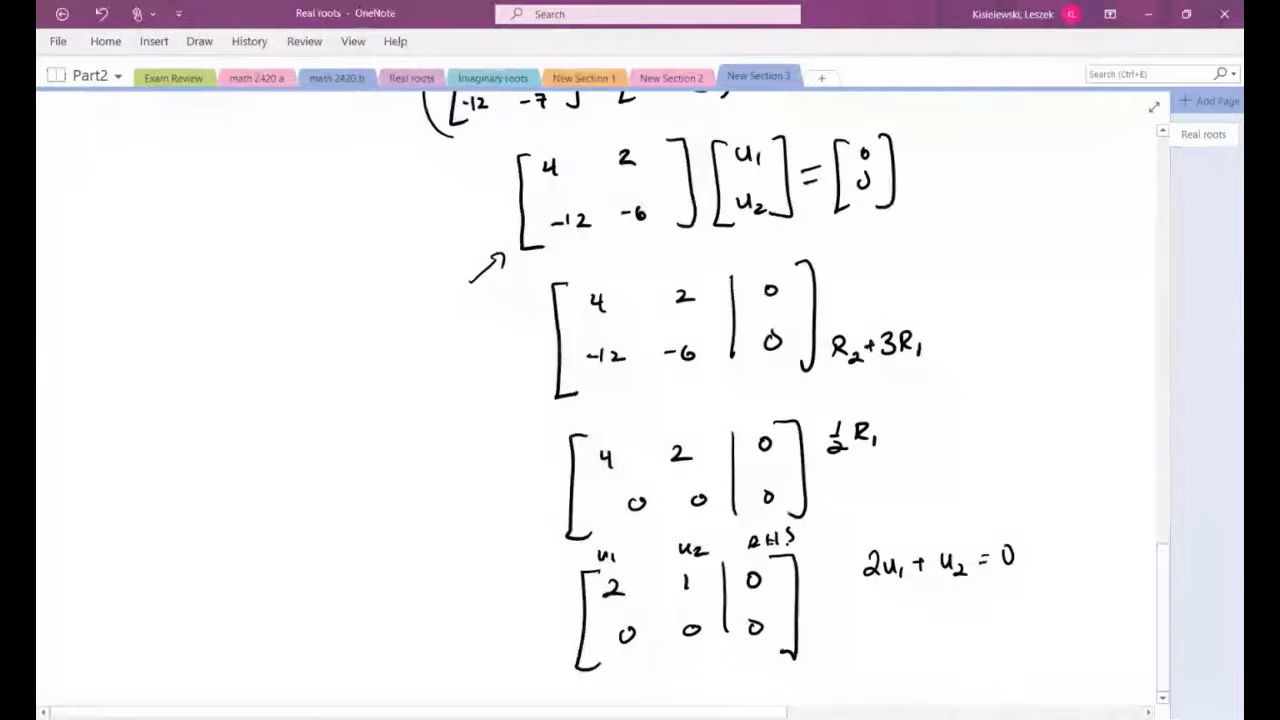 Real roots - OneNote
Search
Kisielewski, Leszek KL
File Home Insert Draw History Review View Help
Part2
Exam Review math 2420 a math 2420 b Real roots Imaginary roots New Section 1 New Section 2 New Section 3 +
Search (Ctrl+E)
+ Add Page
Real roots
-12 -7
4 2 u₁ = 0
-12 -6 u₂ 0
4 2 | 0
-12 -6 | 0 R₂+3R₁
4 2 | 0 ½R₁
0 0 | 0
u₁ u₂ RHS
2 1 | 0 2u₁ + u₂ = 0
0 0 | 0